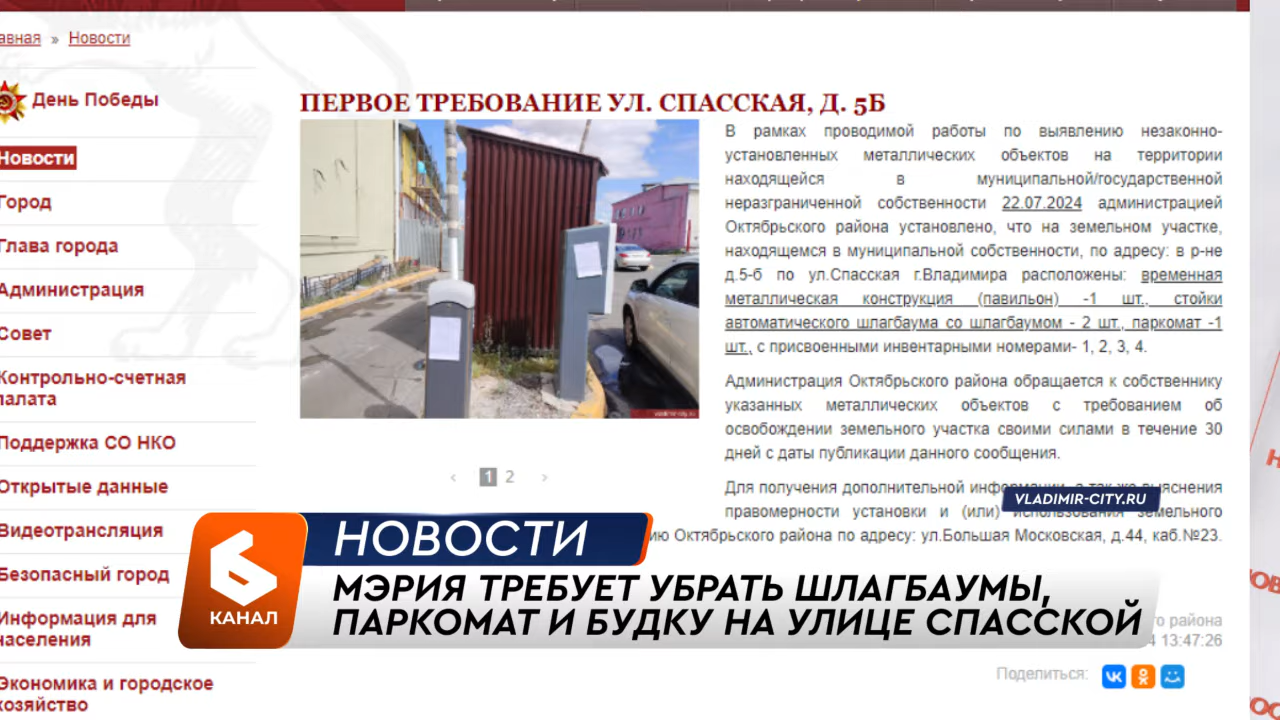 авная » Новости
День Победы
Новости
Город
Глава города
Администрация
Совет
Контрольно-счетная
палата
Поддержка СО НКО
Открытые данные
Видеотрансляция
Безопасный город
Информация для
населения
Экономика и городское
хозяйство
ПЕРВОЕ ТРЕБОВАНИЕ УЛ. СПАССКАЯ, Д. 5Б
В рамках проводимой работы по выявлению незаконно-
установленных металлических объектов на территории
находящейся в муниципальной/государственной
неразграниченной собственности 22.07.2024 администрацией
Октябрьского района установлено, что на земельном участке,
находящемся в муниципальной собственности, по адресу: в р-не
д.5-б по ул.Спасская г.Владимира расположены: временная
металлическая конструкция (павильон) -1 шт., стойки
автоматического шлагбаума со шлагбаумом - 2 шт., паркомат -1
шт., с присвоенными инвентарными номерами- 1, 2, 3, 4.
Администрация Октябрьского района обращается к собственнику
указанных металлических объектов с требованием об
освобождении земельного участка своими силами в течение 30
дней с даты публикации данного сообщения.
Для получения дополнительной
правомерности установки и (или) использования земельного
ию Октябрьского района по адресу: ул.Большая Московская, д.44, каб.№23.
‹ 1 2 ›
VLADIMIR-CITY.RU
6
КАНАЛ
НОВОСТИ
МЭРИЯ ТРЕБУЕТ УБРАТЬ ШЛАГБАУМЫ,
ПАРКОМАТ И БУДКУ НА УЛИЦЕ СПАССКОЙ
го района
4 13:47:26
Поделиться: